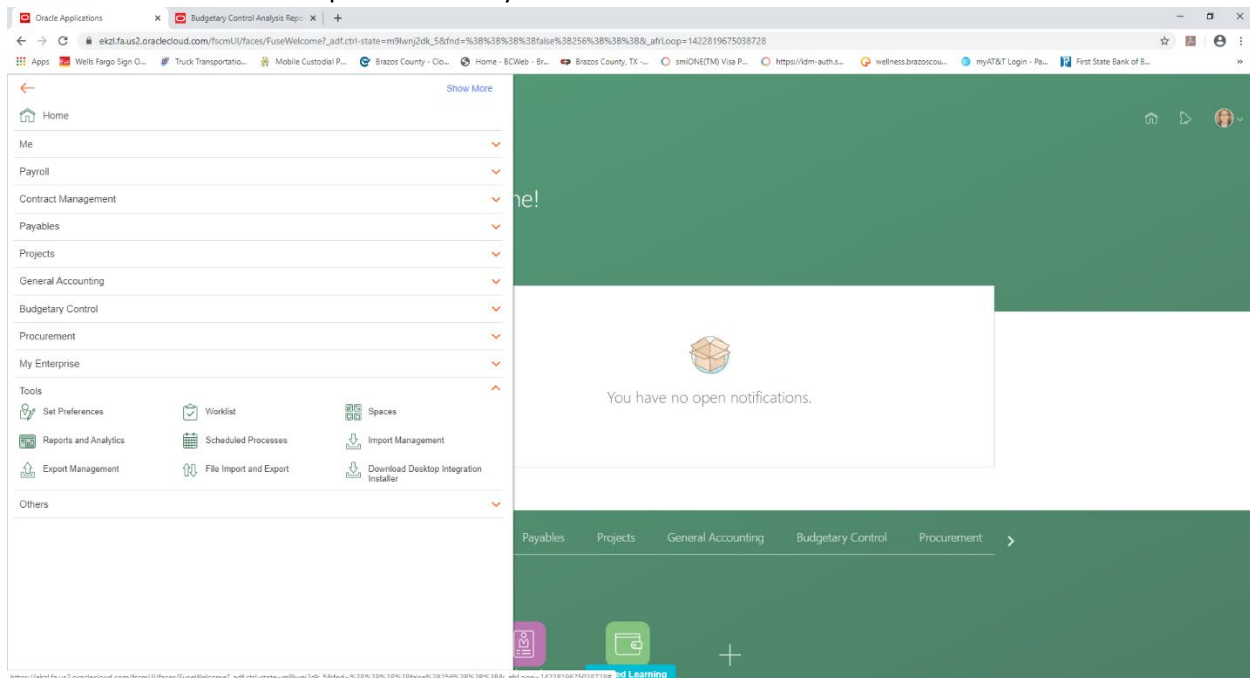 Oracle Applications
Budgetary Control Analysis Repo
ekzl.fa.us2.oraclecloud.com/fscmUI/faces/FuseWelcome?_adf.ctrl-state=m9lwnj2dk_5&fnd=%3B%3B%3B%3Bfalse%3B256%3B%3B%3B&_afrLoop=1422819675038728
Apps Wells Fargo Sign O... Truck Transportatio... Mobile Custodial P... Brazos County - Clo... Home - BCWeb - Br... Brazos County, TX -... smiONE(TM) Visa P... https://idm-auth.s... wellness.brazoscou... myAT&T Login - Pa... First State Bank of B... »
Show More
Home
Me
Payroll
Contract Management
ne!
Payables
Projects
General Accounting
Budgetary Control
Procurement
My Enterprise
Tools
Set Preferences Worklist Spaces
Reports and Analytics Scheduled Processes Import Management
Export Management File Import and Export Download Desktop Integration
Installer
You have no open notifications.
Others
Payables Projects General Accounting Budgetary Control Procurement
ed Learning